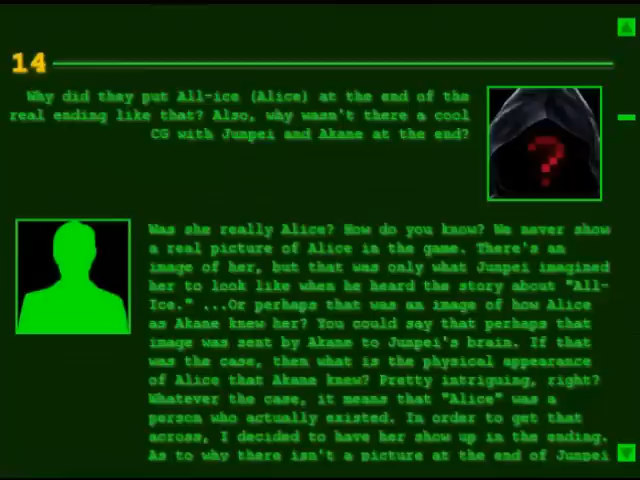 14
Why did they put All-ice (Alice) at the end of the
real ending like that? Also, why wasn't there a cool
CG with Junpei and Akane at the end?
?
Was she really Alice? How do you know? We never show
a real picture of Alice in the game. There's an
image of her, but that was only what Junpei imagined
her to look like when he heard the story about "All-
Ice." ...Or perhaps that was an image of how Alice
as Akane knew her? You could say that perhaps that
image was sent by Akane to Junpei's brain. If that
was the case, then what is the physical appearance
of Alice that Akane knew? Pretty intriguing, right?
Whatever the case, it means that "Alice" was a
person who actually existed. In order to get that
across, I decided to have her show up in the ending.
As to why there isn't a picture at the end of Junpei